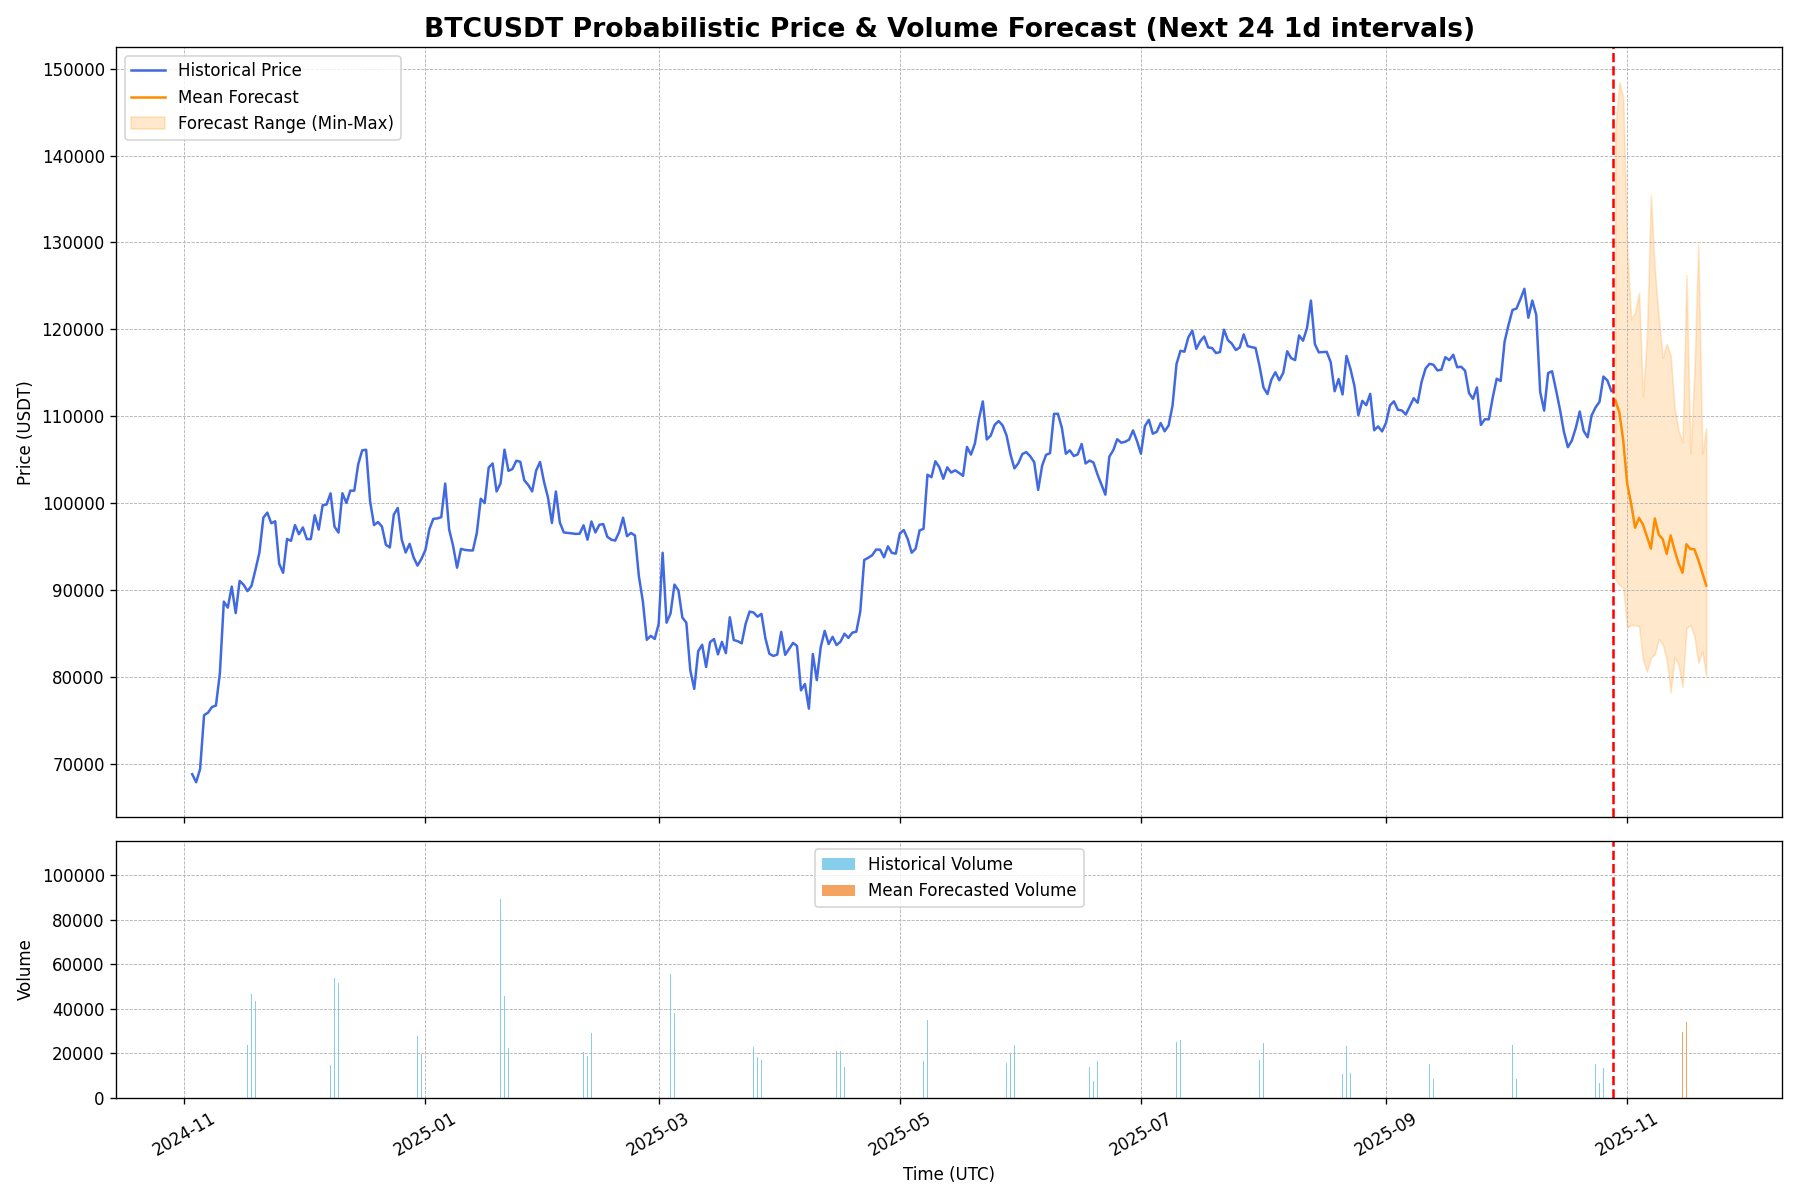 BTCUSDT Probabilistic Price & Volume Forecast (Next 24 1d intervals)
Historical Price
Mean Forecast
Forecast Range (Min-Max)
150000
140000
130000
120000
110000
100000
90000
80000
70000
Price (USDT)
Historical Volume
Mean Forecasted Volume
100000
80000
60000
40000
20000
0
Volume
2024-11
2025-01
2025-03
2025-05
2025-07
2025-09
2025-11
Time (UTC)